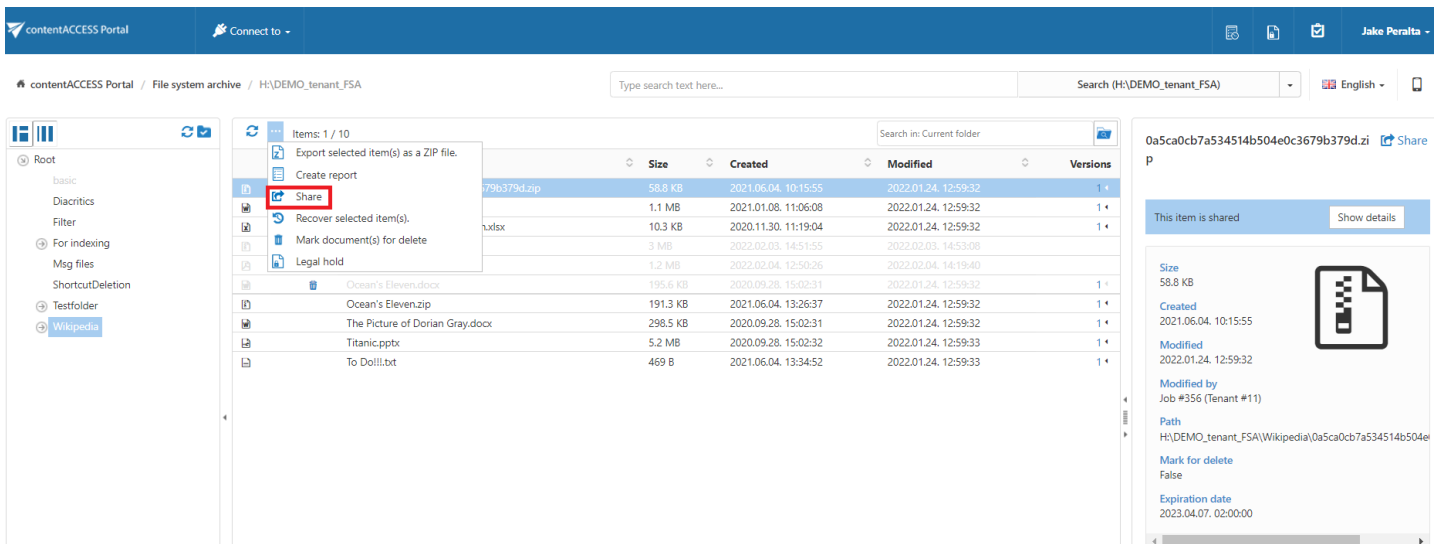 contentACCESS Portal
Connect to
Jake Peralta
contentACCESS Portal / File system archive / H:\DEMO_tenant_FSA
Type search text here...
Search (H:\DEMO_tenant_FSA)
English
Root
basic
Diacritics
Filter
For indexing
Msg files
ShortcutDeletion
Testfolder
Wikipedia
Items: 1 / 10
Search in: Current folder
Export selected item(s) as a ZIP file.
Create report
Share
Recover selected item(s).
Mark document(s) for delete
Legal hold
Size Created Modified Versions
579b379d.zip 58.8 KB 2021.06.04. 10:15:55 2022.01.24. 12:59:32 1
1.1 MB 2021.01.08. 11:06:08 2022.01.24. 12:59:32 1
n.xlsx 10.3 KB 2020.11.30. 11:19:04 2022.01.24. 12:59:32 1
3 MB 2022.02.03. 14:51:55 2022.02.03. 14:53:08
1.2 MB 2022.02.04. 12:50:26 2022.02.04. 14:19:40
Ocean's Eleven.docx 195.6 KB 2020.09.28. 15:02:31 2022.01.24. 12:59:32 1
Ocean's Eleven.zip 191.3 KB 2021.06.04. 13:26:37 2022.01.24. 12:59:32 1
The Picture of Dorian Gray.docx 298.5 KB 2020.09.28. 15:02:31 2022.01.24. 12:59:32 1
Titanic.pptx 5.2 MB 2020.09.28. 15:02:32 2022.01.24. 12:59:33 1
To Do!!!.txt 469 B 2021.06.04. 13:34:52 2022.01.24. 12:59:33 1
0a5ca0cb7a534514b504e0c3679b379d.zi
p
Share
This item is shared
Show details
Size
58.8 KB
Created
2021.06.04. 10:15:55
Modified
2022.01.24. 12:59:32
Modified by
Job #356 (Tenant #11)
Path
H:\DEMO_tenant_FSA\Wikipedia\0a5ca0cb7a534514b504e
Mark for delete
False
Expiration date
2023.04.07. 02:00:00